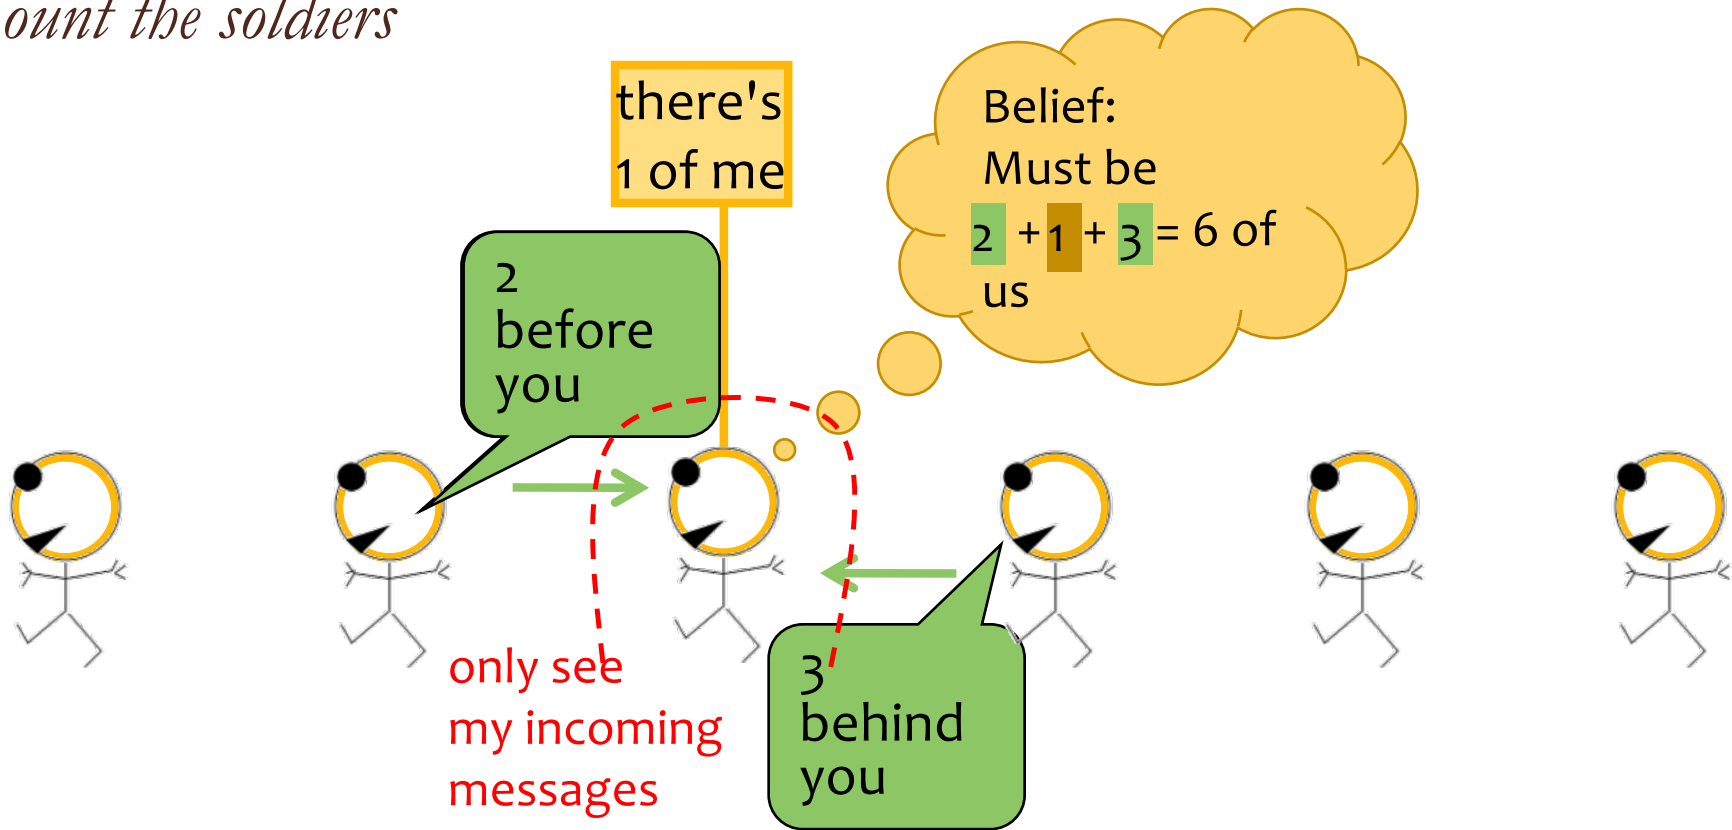 ount the soldiers
there's
1 of me
Belief:
Must be
2 + 1 + 3 = 6 of
us
2
before
you
only see
my incoming
messages
3
behind
you